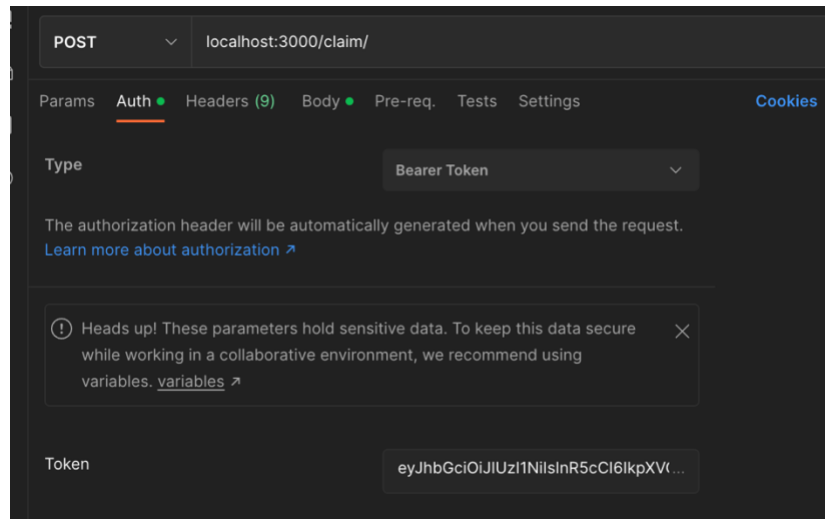 POST localhost:3000/claim/
Params Auth Headers (9) Body Pre-req. Tests Settings Cookies
Type Bearer Token
The authorization header will be automatically generated when you send the request.
Learn more about authorization ↗
Heads up! These parameters hold sensitive data. To keep this data secure
while working in a collaborative environment, we recommend using
variables. variables ↗
Token eyJhbGciOiJIUzI1NiIsInR5cCI6IkpXV(...